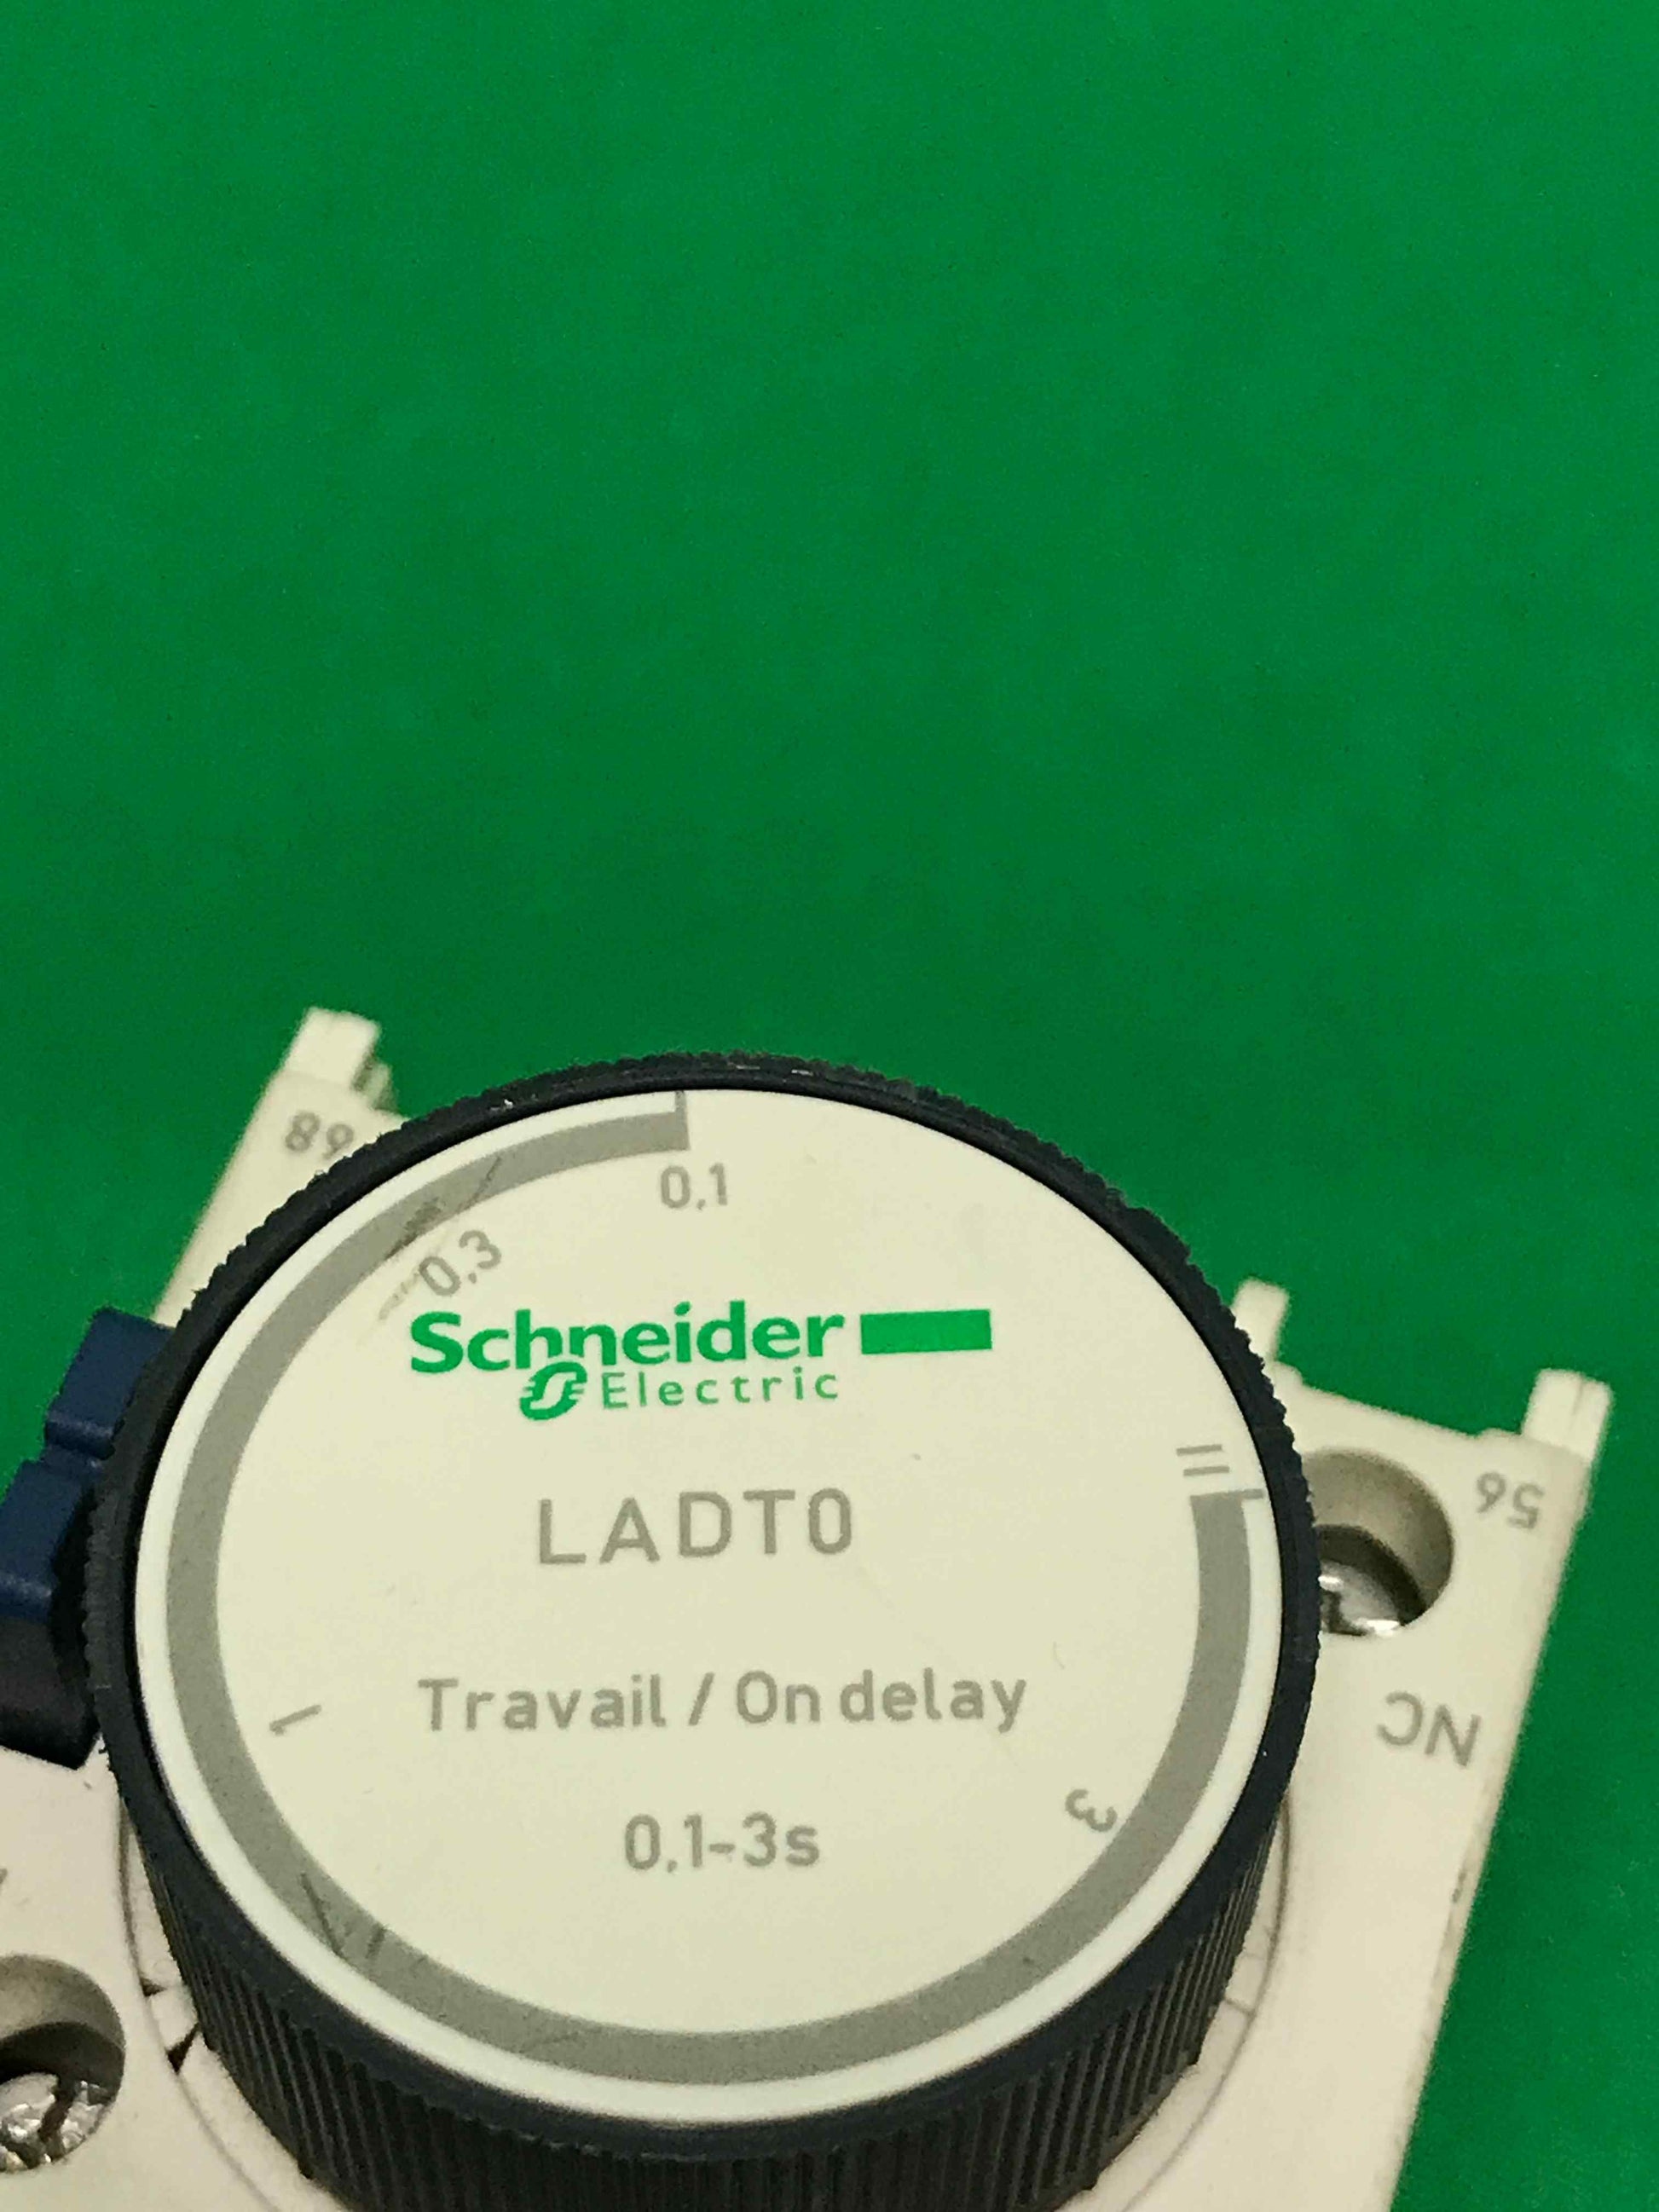 68
0.1
0.3
Schneider
Electric
56
LADT0
Travail / On delay
1
NC
3
0.1-3s